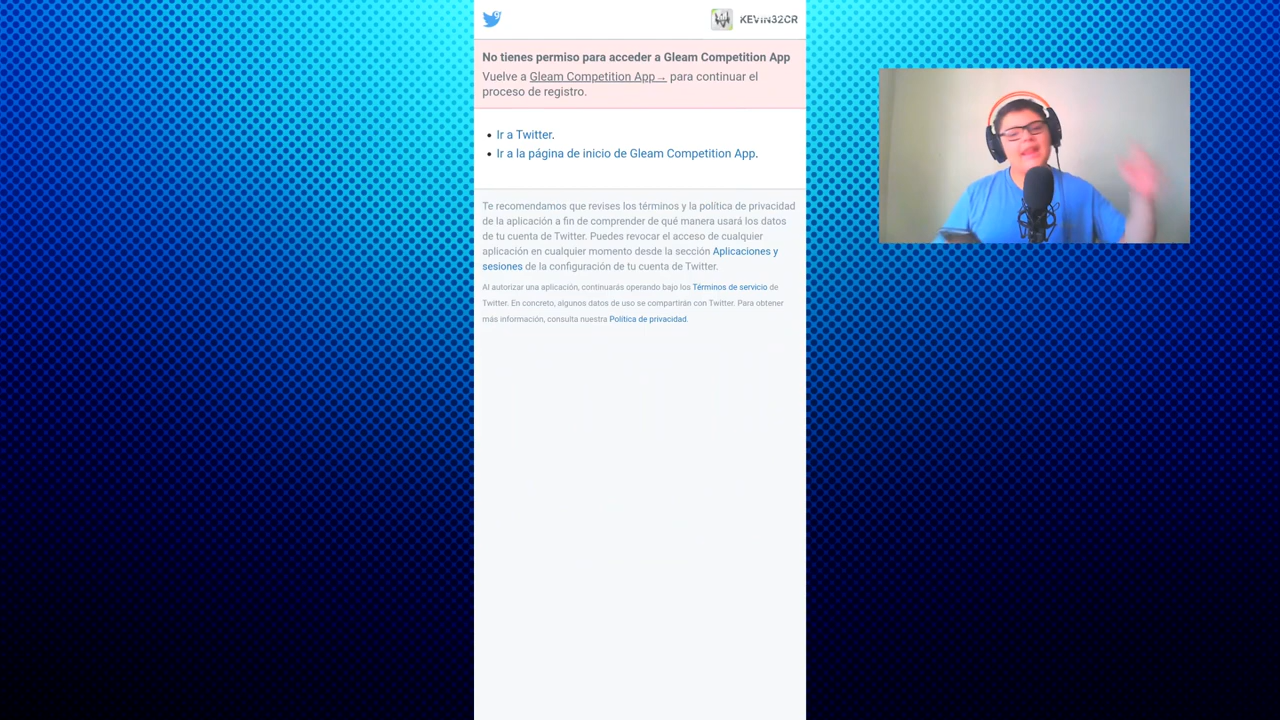 KEVIN32CR
No tienes permiso para acceder a Gleam Competition App
Vuelve a Gleam Competition App→ para continuar el
proceso de registro.
• Ir a Twitter.
• Ir a la página de inicio de Gleam Competition App.
Te recomendamos que revises los términos y la política de privacidad
de la aplicación a fin de comprender de qué manera usará los datos
de tu cuenta de Twitter. Puedes revocar el acceso de cualquier
aplicación en cualquier momento desde la sección Aplicaciones y
sesiones de la configuración de tu cuenta de Twitter.
Al autorizar una aplicación, continuarás operando bajo los Términos de servicio de
Twitter. En concreto, algunos datos de uso se compartirán con Twitter. Para obtener
más información, consulta nuestra Política de privacidad.